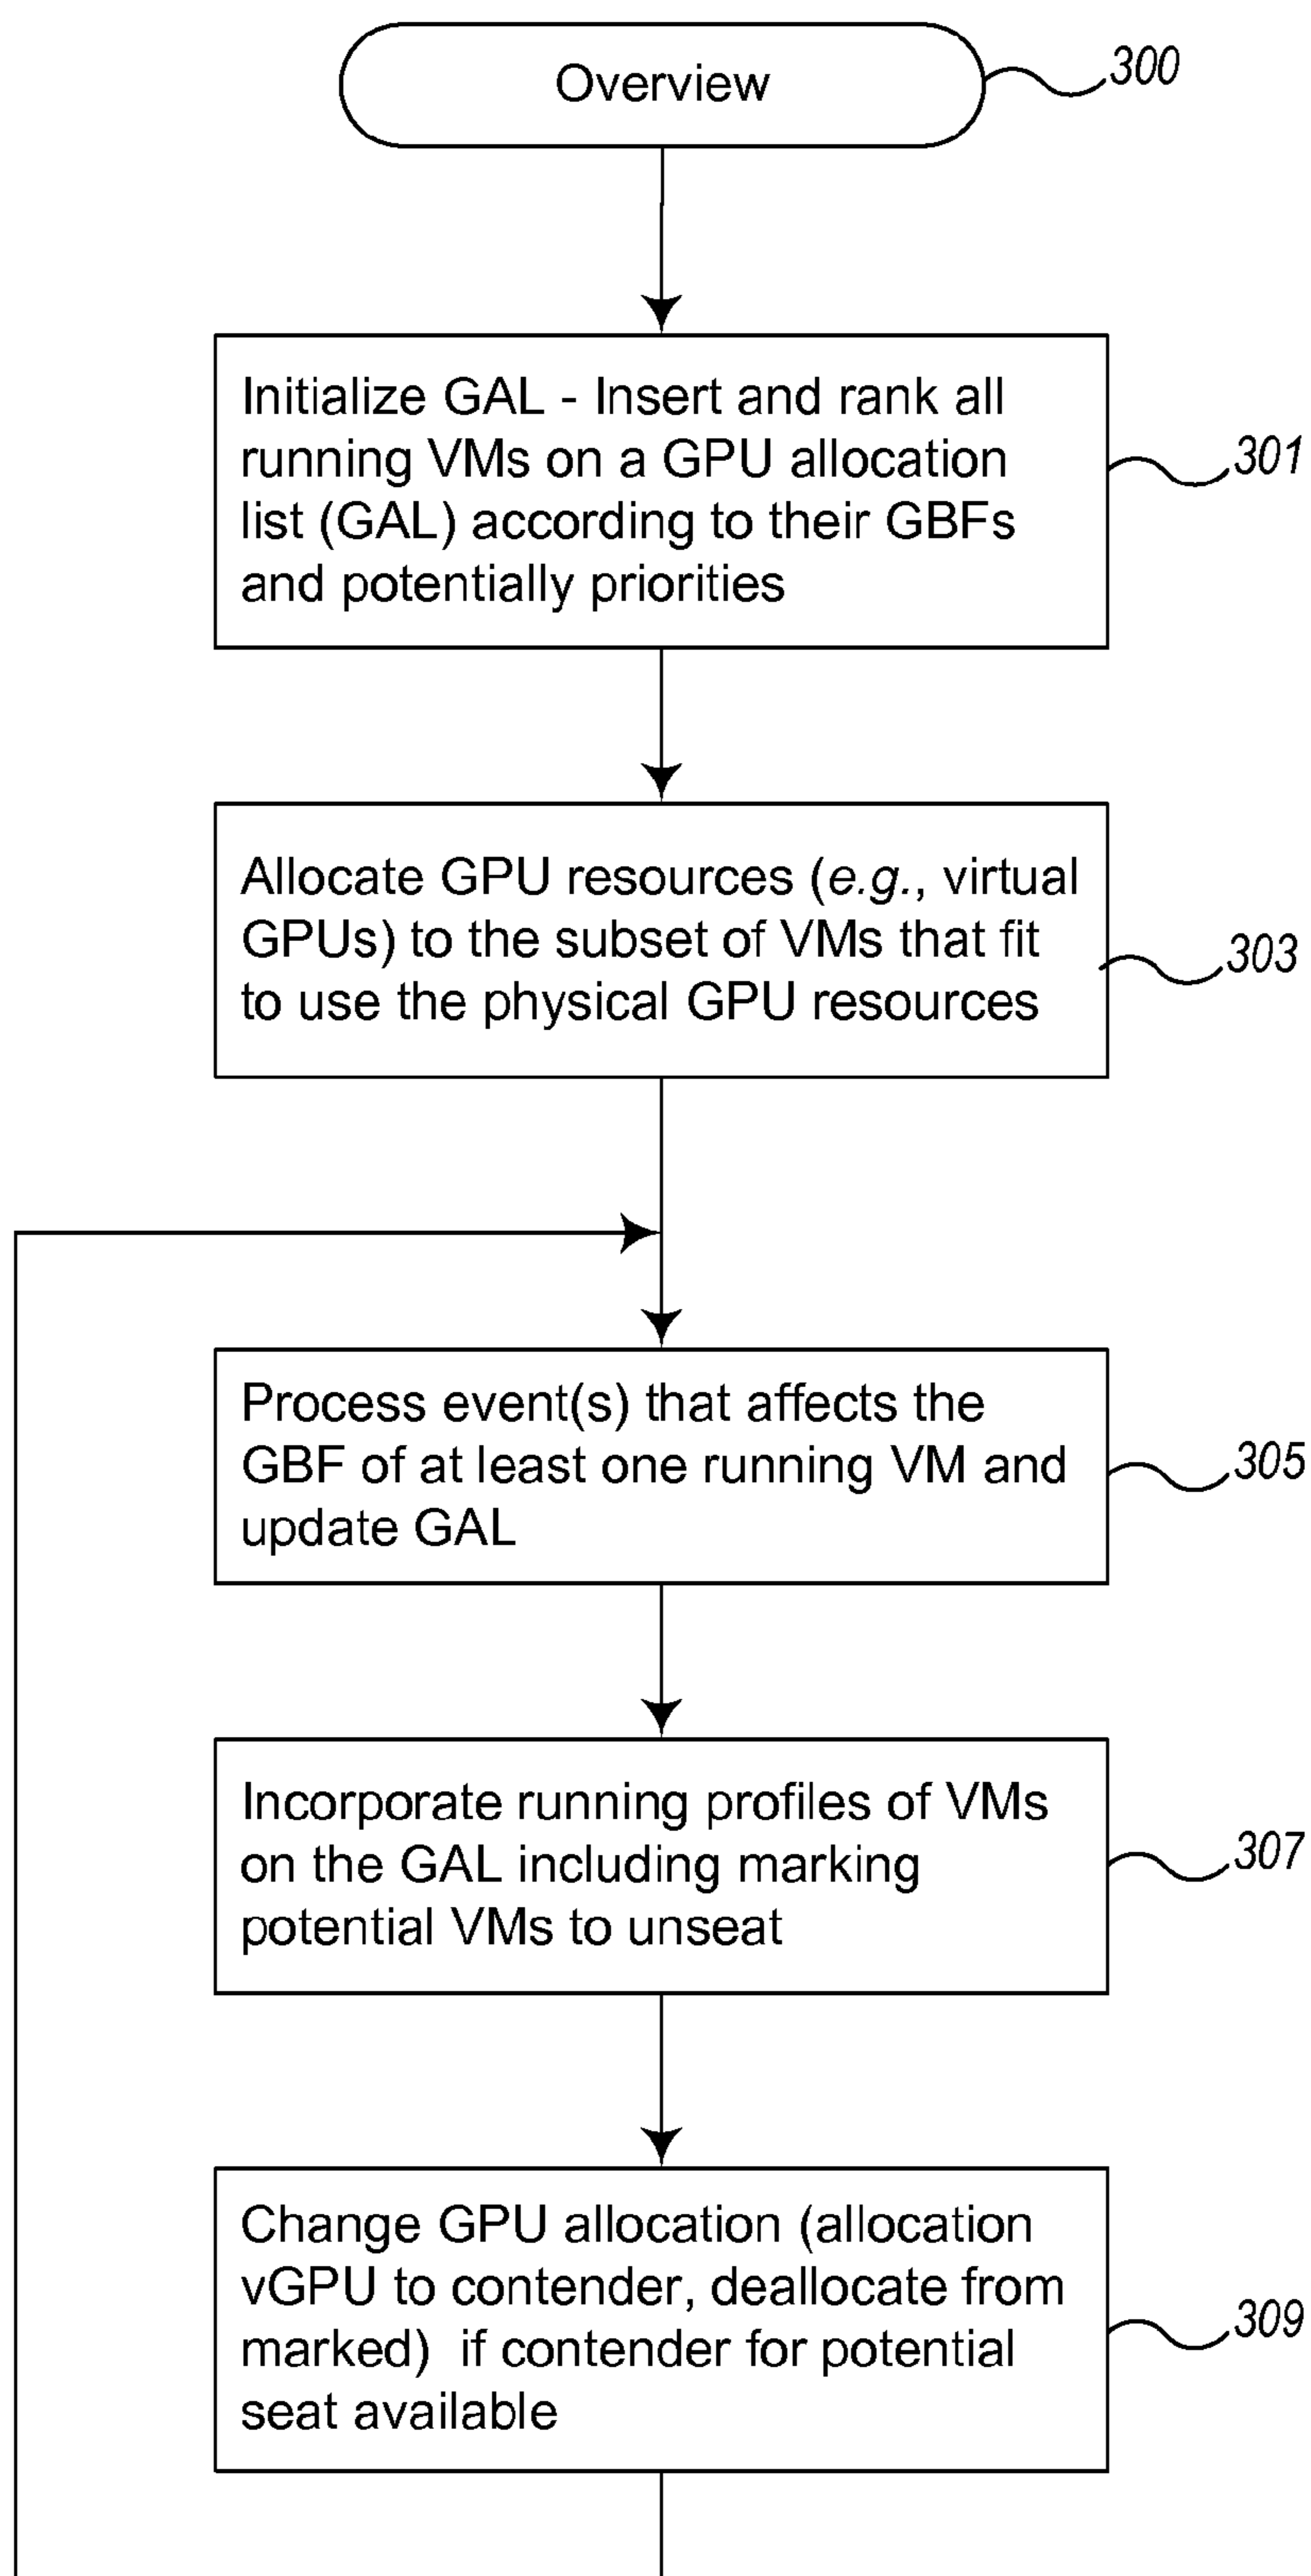 Overview
300
Initialize GAL - Insert and rank all
running VMs on a GPU allocation
list (GAL) according to their GBFs
and potentially priorities
301
Allocate GPU resources (e.g., virtual
GPUs) to the subset of VMs that fit
to use the physical GPU resources
303
Process event(s) that affects the
GBF of at least one running VM and
update GAL
305
Incorporate running profiles of VMs
on the GAL including marking
potential VMs to unseat
307
Change GPU allocation (allocation
vGPU to contender, deallocate from
marked) if contender for potential
seat available
309